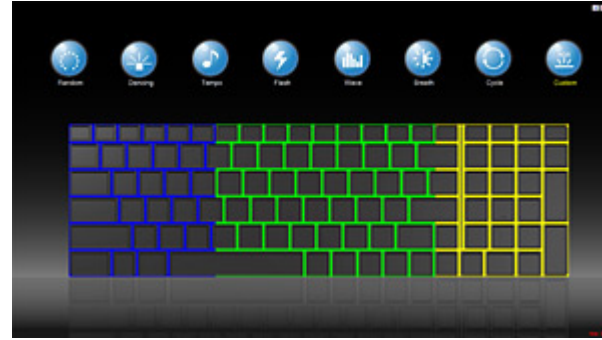 Random
Dancing
Tempo
Flash
Wave
Breath
Cycle
Custom